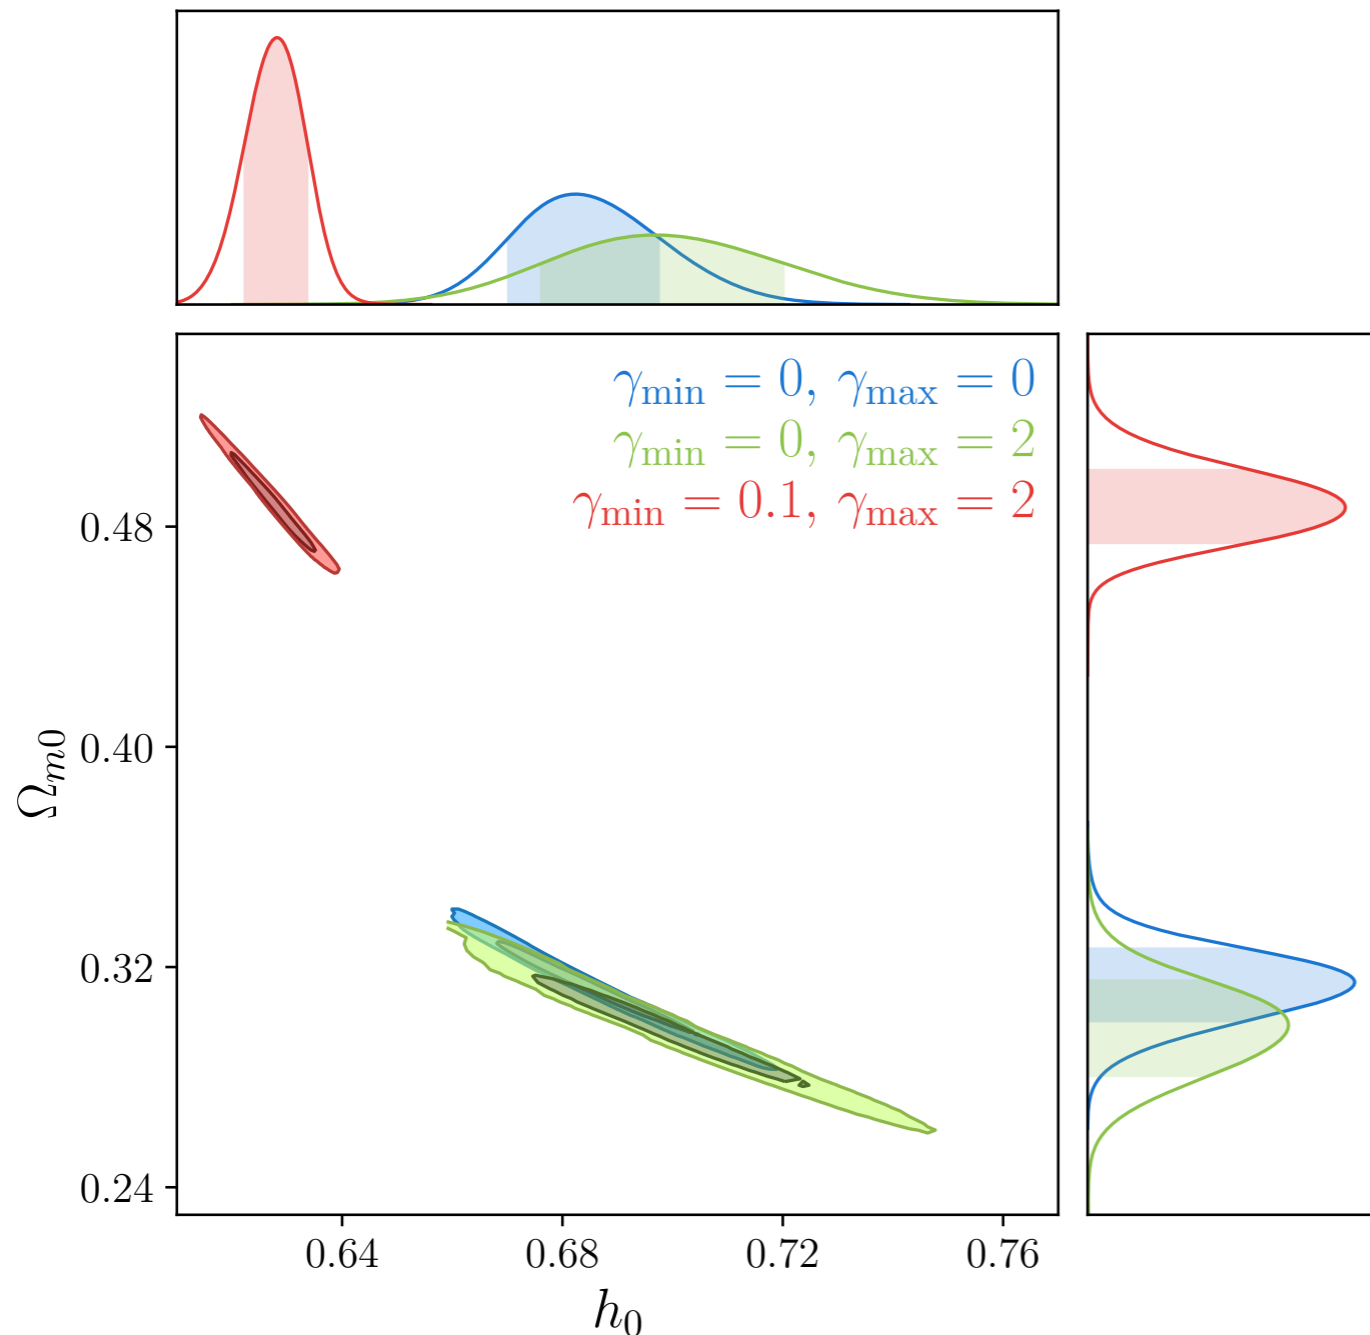 γmin = 0, γmax = 0
γmin = 0, γmax = 2
γmin = 0.1, γmax = 2
0.48
0.40
0.32
0.24
Ωm0
0.64 0.68 0.72 0.76
h0